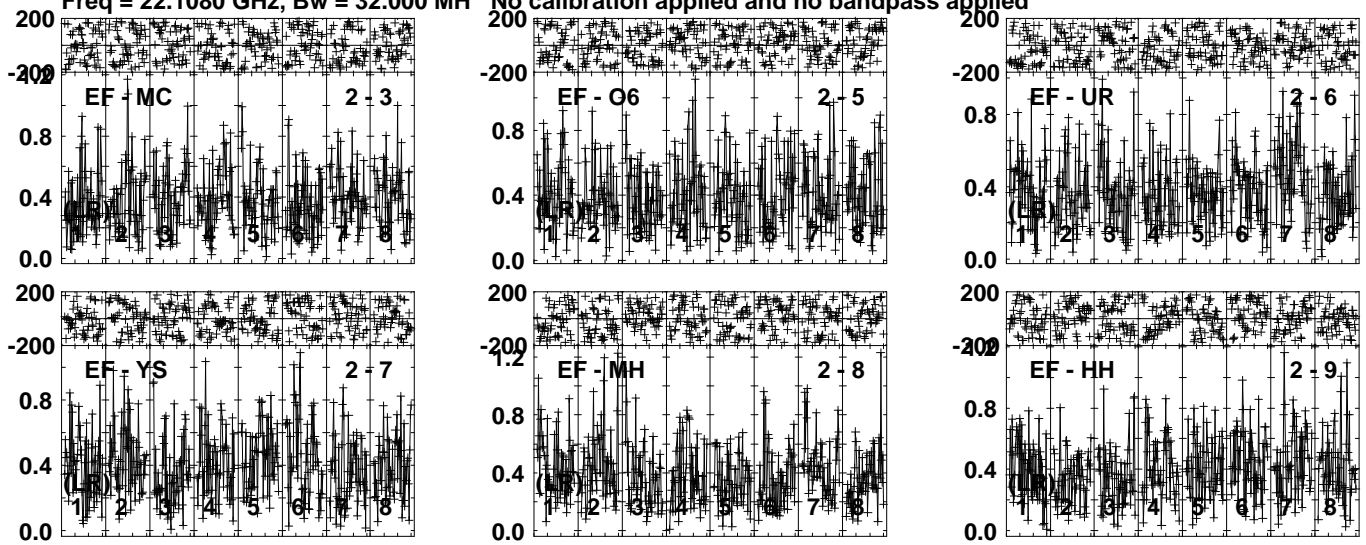 Freq = 22.1080 GHz, Bw = 32.000 MH No calibration applied and no bandpass applied
200 200 200
-200 -200 -200
1.2
EF - MC 2 - 3 EF - O6 2 - 5 EF - UR 2 - 6
0.8 0.8 0.8
0.4 0.4 0.4
(LR) (LR) (LR)
1 2 3 4 5 6 7 8 1 2 3 4 5 6 7 8 1 2 3 4 5 6 7 8
0.0 0.0 0.0
200 200 200
-200 -200 -200
1.2 1.2
EF - YS 2 - 7 EF - MH 2 - 8 EF - HH 2 - 9
0.8 0.8 0.8
0.4 0.4 0.4
(LR) (LR) (LR)
1 2 3 4 5 6 7 8 1 2 3 4 5 6 7 8 1 2 3 4 5 6 7 8
0.0 0.0 0.0